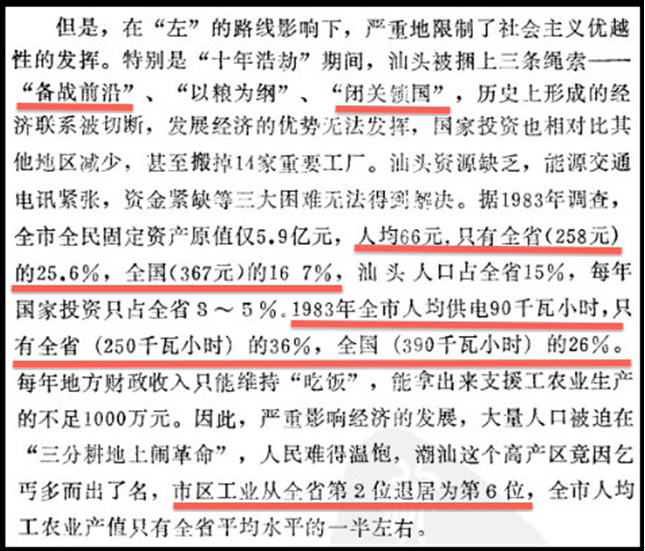 但是，在“左”的路线影响下，严重地限制了社会主义优越
性的发挥。特别是“十年浩劫”期间，汕头被捆上三条绳索——
“备战前沿”、“以粮为纲”、“闭关锁国”，历史上形成的经
济联系被切断，发展经济的优势无法发挥，国家投资也相对比其
他地区减少，甚至搬掉14家重要工厂。汕头资源缺乏，能源交通
电讯紧张，资金紧缺等三大困难无法得到解决。据1983年调查，
全市全民固定资产原值仅5.9亿元，人均66元，只有全省(258元)
的25.6%，全国(367元)的16 7%，汕头人口占全省15%，每年
国家投资只占全省3～5%。1983年全市人均供电90千瓦小时，只
有全省（250千瓦小时）的36%，全国（390千瓦小时）的26%。
每年地方财政收入只能维持“吃饭”，能拿出来支援工农业生产
的不足1000万元。因此，严重影响经济的发展，大量人口被迫在
“三分耕地上闹革命”，人民难得温饱，潮汕这个高产区竟因乞
丐多而出了名，市区工业从全省第2位退居为第6位，全市人均
工农业产值只有全省平均水平的一半左右。